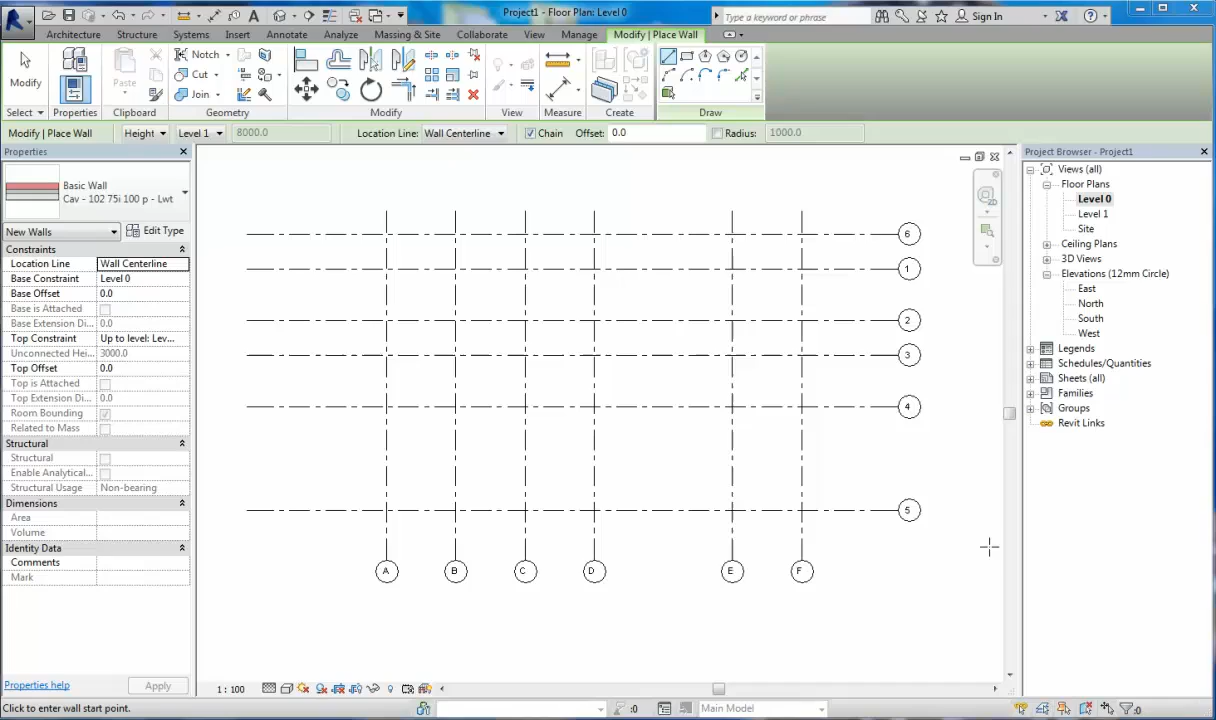 Project1 - Floor Plan: Level 0
Type a keyword or phrase
Sign In
Architecture Structure Systems Insert Annotate Analyze Massing & Site Collaborate View Manage Modify | Place Wall
Modify
Paste
Notch
Cut
Join
Select Properties Clipboard Geometry Modify View Measure Create Draw
Modify | Place Wall Height Level 1 8000.0 Location Line: Wall Centerline Chain Offset: 0.0 Radius: 1000.0
Properties
Basic Wall
Cav - 102 75i 100 p - Lwt
New Walls Edit Type
Constraints
Location Line Wall Centerline
Base Constraint Level 0
Base Offset 0.0
Base is Attached
Base Extension Di... 0.0
Top Constraint Up to level: Lev...
Unconnected Hei... 3000.0
Top Offset 0.0
Top is Attached
Top Extension Di... 0.0
Room Bounding
Related to Mass
Structural
Structural
Enable Analytical...
Structural Usage Non-bearing
Dimensions
Area
Volume
Identity Data
Comments
Mark
Properties help Apply
6
1
2
3
4
5
A B C D E F
2D
1 : 100
Project Browser - Project1
Views (all)
Floor Plans
Level 0
Level 1
Site
Ceiling Plans
3D Views
Elevations (12mm Circle)
East
North
South
West
Legends
Schedules/Quantities
Sheets (all)
Families
Groups
Revit Links
Click to enter wall start point. :0 Main Model :0